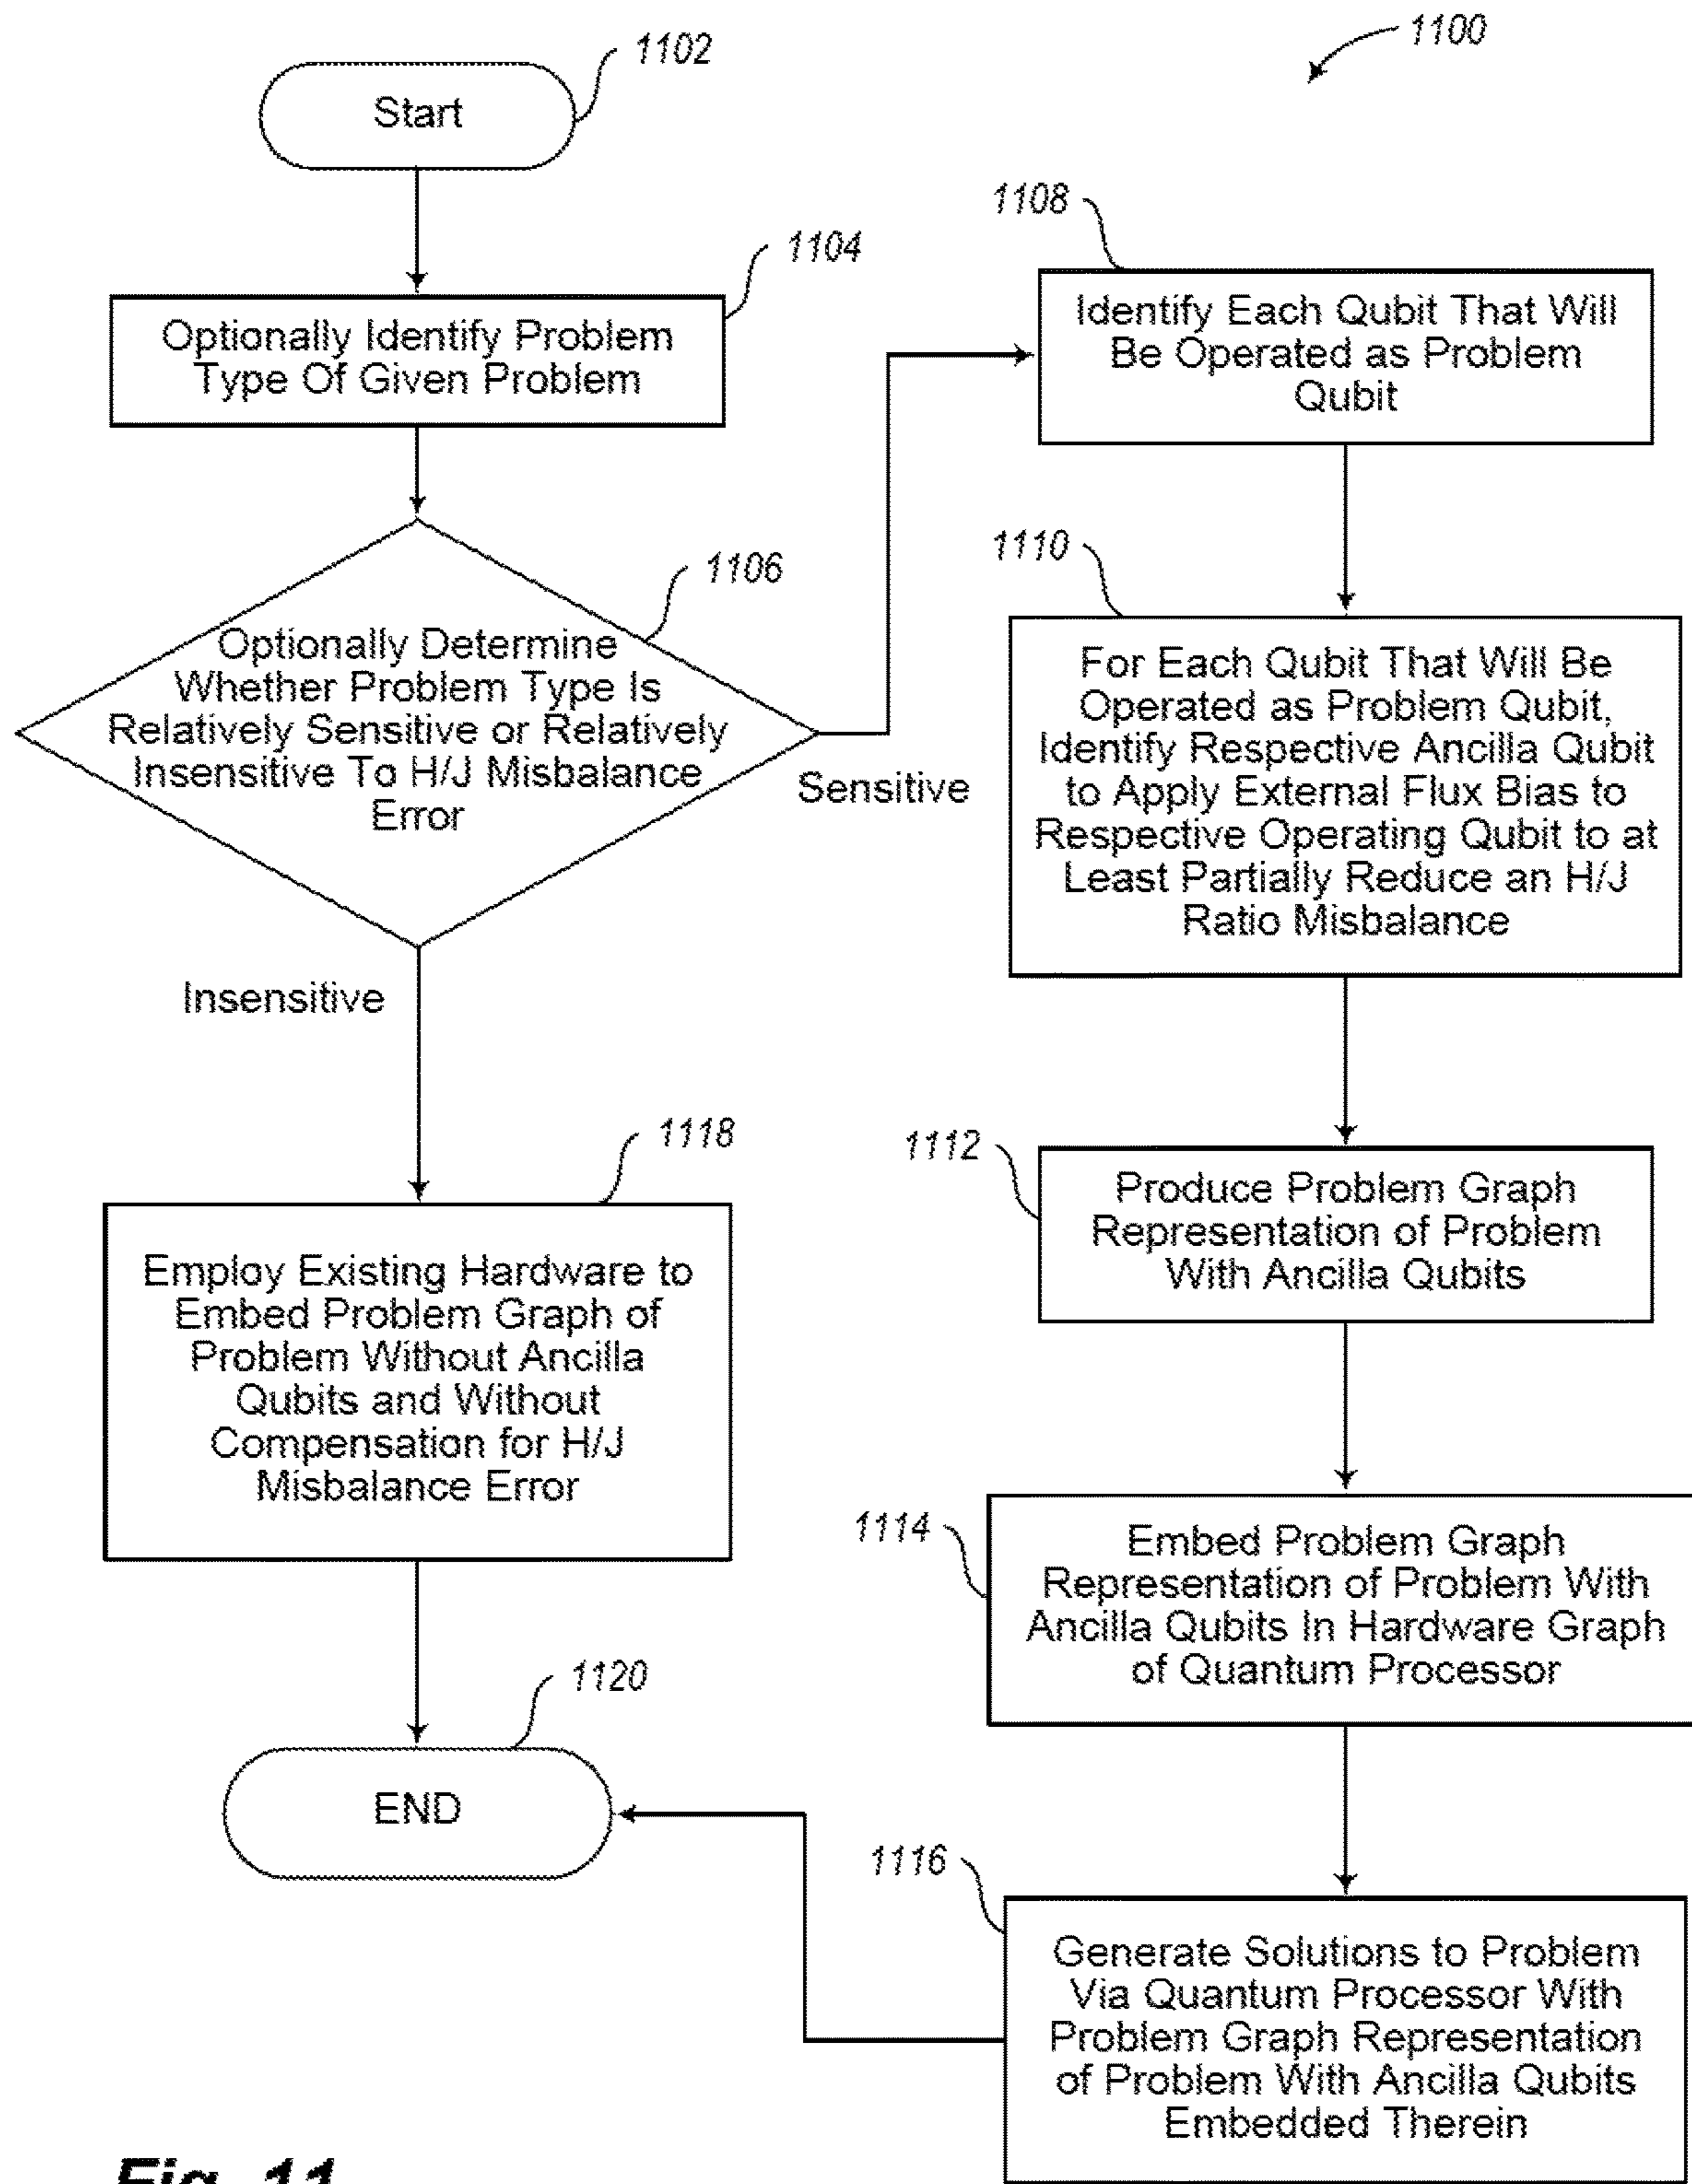 1100
1102
Start
1104
Optionally Identify Problem
Type Of Given Problem
1106
Optionally Determine
Whether Problem Type Is
Relatively Sensitive or Relatively
Insensitive To H/J Misbalance
Error
Sensitive
Insensitive
1108
Identify Each Qubit That Will
Be Operated as Problem
Qubit
1110
For Each Qubit That Will Be
Operated as Problem Qubit,
Identify Respective Ancilla Qubit
to Apply External Flux Bias to
Respective Operating Qubit to at
Least Partially Reduce an H/J
Ratio Misbalance
1112
Produce Problem Graph
Representation of Problem
With Ancilla Qubits
1114
Embed Problem Graph
Representation of Problem With
Ancilla Qubits In Hardware Graph
of Quantum Processor
1116
Generate Solutions to Problem
Via Quantum Processor With
Problem Graph Representation
of Problem With Ancilla Qubits
Embedded Therein
1118
Employ Existing Hardware to
Embed Problem Graph of
Problem Without Ancilla
Qubits and Without
Compensation for H/J
Misbalance Error
1120
END
Fig. 11